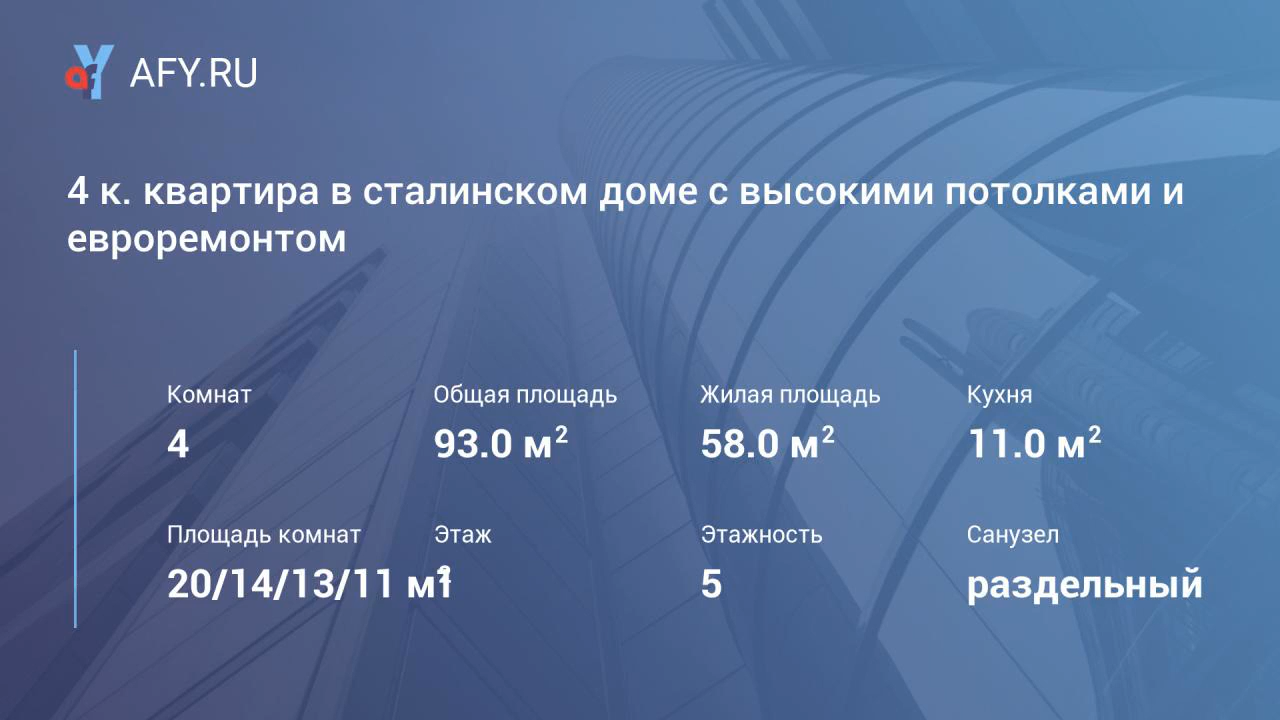 AFY.RU
4 к. квартира в сталинском доме с высокими потолками и
евроремонтом
Комнат Общая площадь Жилая площадь Кухня
4 93.0 м² 58.0 м² 11.0 м²
Площадь комнат Этаж Этажность Санузел
20/14/13/11 м² 1 5 раздельный